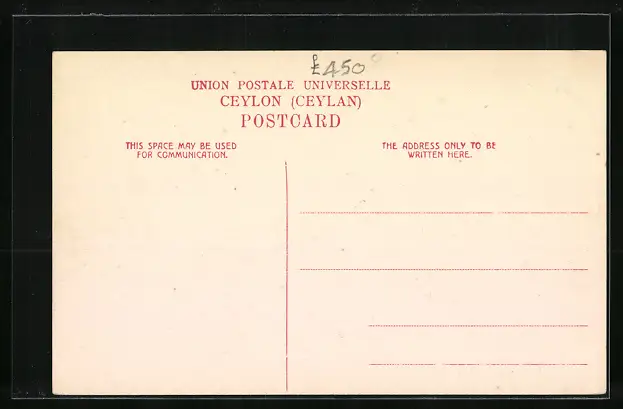 £450
UNION POSTALE UNIVERSELLE
CEYLON (CEYLAN)
POSTCARD
THIS SPACE MAY BE USED
FOR COMMUNICATION.
THE ADDRESS ONLY TO BE
WRITTEN HERE.